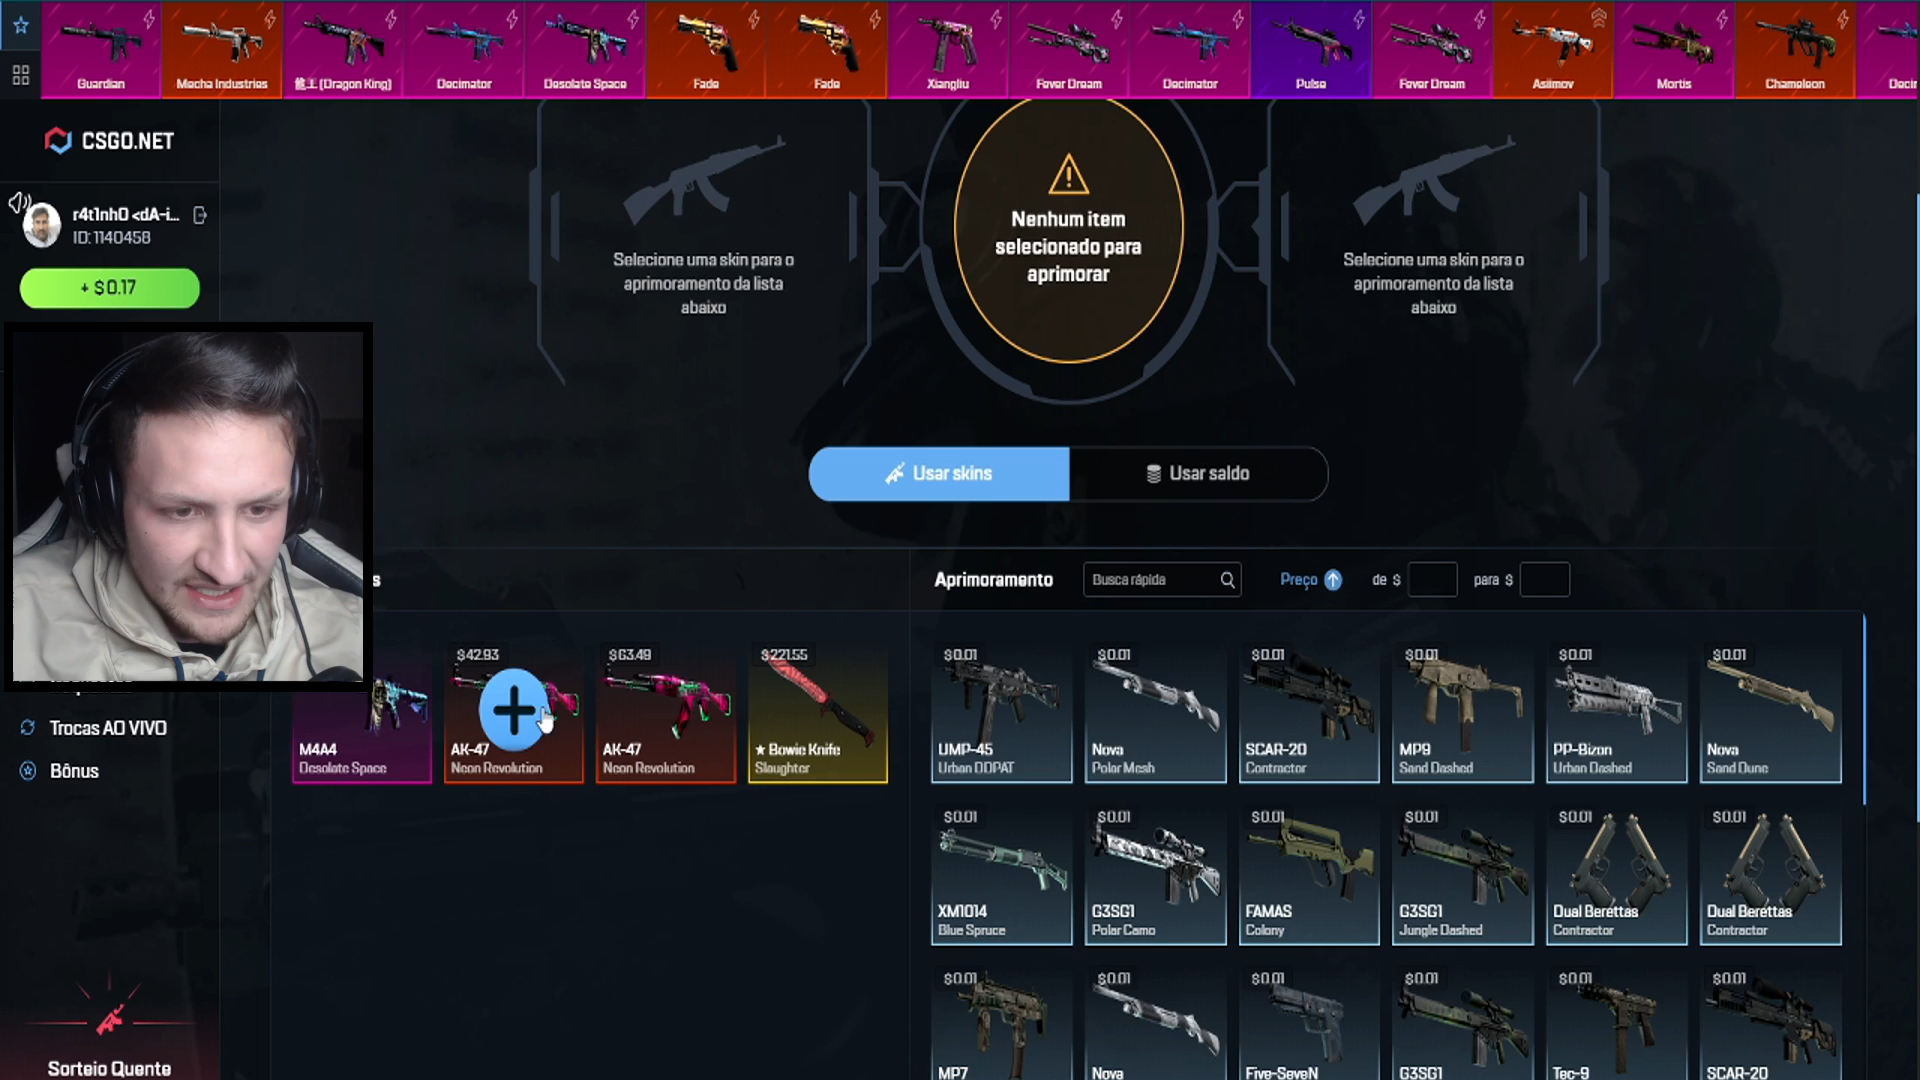 Guardian
Mecha Industries
龍王 (Dragon King)
Decimator
Desolate Space
Fade
Fade
Xiangliu
Fever Dream
Decimator
Pulse
Fever Dream
Asiimov
Mortis
Chameleon
CSGO.NET
r4t1nh0 <dA-i...
ID: 1140458
+ $0.17
Trocas AO VIVO
Bônus
Sorteio Quente
Selecione uma skin para o
aprimoramento da lista
abaixo
Nenhum item
selecionado para
aprimorar
Selecione uma skin para o
aprimoramento da lista
abaixo
Usar skins
Usar saldo
s
Aprimoramento
Busca rápida
Preço
de $
para $
M4A4
Desolate Space
$42.93
AK-47
Neon Revolution
$63.49
AK-47
Neon Revolution
$221.55
★ Bowie Knife
Slaughter
$0.01
UMP-45
Urban DDPAT
$0.01
Nova
Polar Mesh
$0.01
SCAR-20
Contractor
$0.01
MP9
Sand Dashed
$0.01
PP-Bizon
Urban Dashed
$0.01
Nova
Sand Dune
$0.01
XM1014
Blue Spruce
$0.01
G3SG1
Polar Camo
$0.01
FAMAS
Colony
$0.01
G3SG1
Jungle Dashed
$0.01
Dual Berettas
Contractor
$0.01
Dual Berettas
Contractor
$0.01
MP7
$0.01
Nova
$0.01
Five-SeveN
$0.01
G3SG1
$0.01
Tec-9
$0.01
SCAR-20